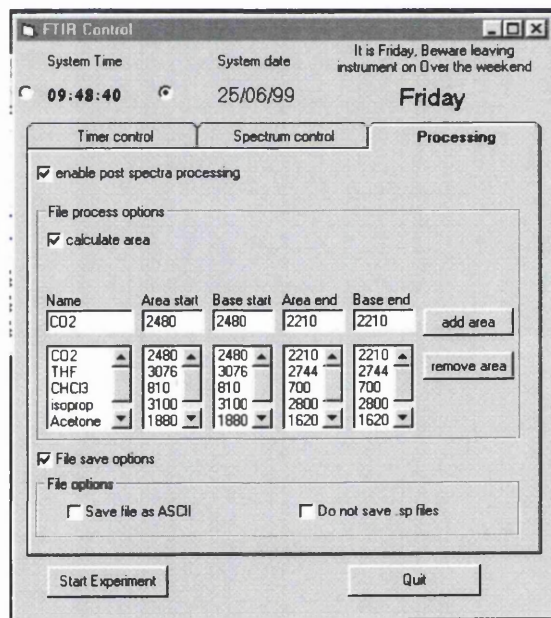 FTIR Control
System Time
System date
It is Friday, Beware leaving
instrument on Over the weekend
09:48:40
25/06/99
Friday
Timer control
Spectrum control
Processing
enable post spectra processing
File process options
calculate area
Name Area start Base start Area end Base end
CO2 2480 2480 2210 2210 add area
CO2 2480 2480 2210 2210
THF 3076 3076 2744 2744 remove area
CHCl3 810 810 700 700
isoprop 3100 3100 2800 2800
Acetone 1880 1880 1620 1620
File save options
File options
Save file as ASCII
Do not save .sp files
Start Experiment
Quit